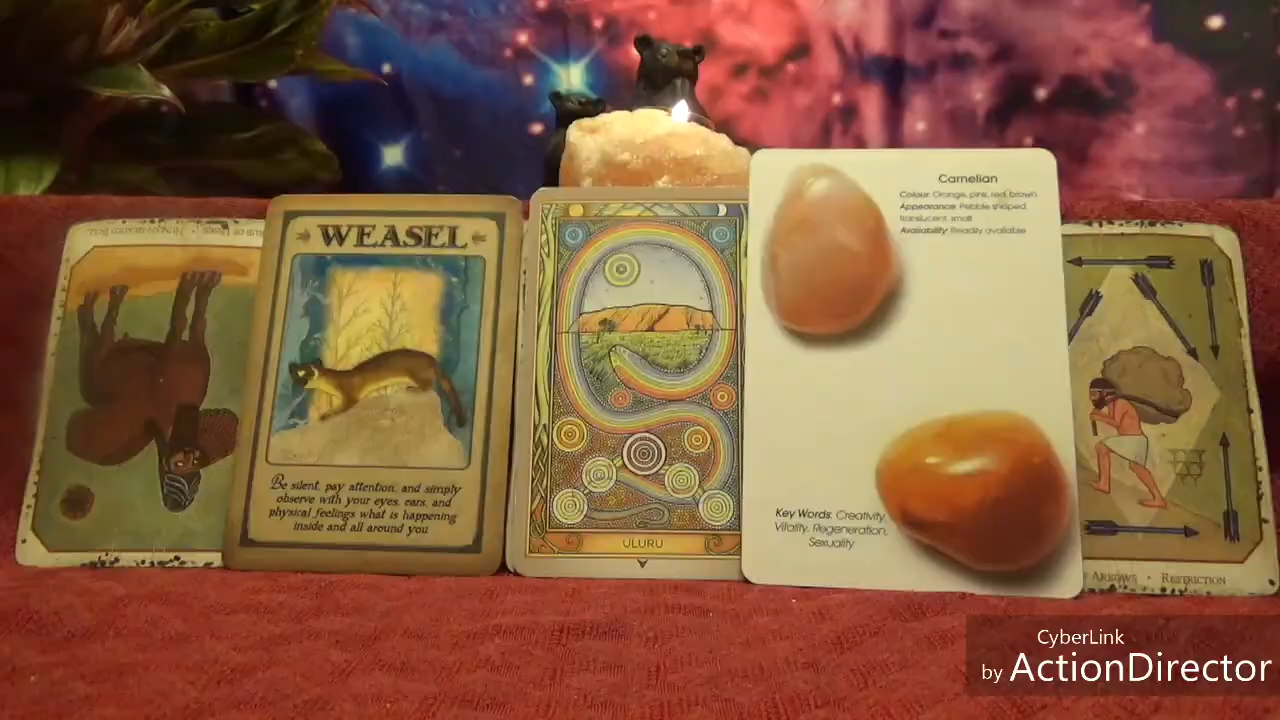 WEASEL
Be silent, pay attention, and simply
observe with your eyes, ears, and
physical feelings what is happening
inside and all around you
ULURU
Carnelian
Colour: Orange, pink, red, brown
Appearance: Pebble shaped,
translucent, small
Availability: Readily available
Key Words: Creativity,
Vitality, Regeneration,
Sexuality
Arrows • Restriction
CyberLink
by ActionDirector